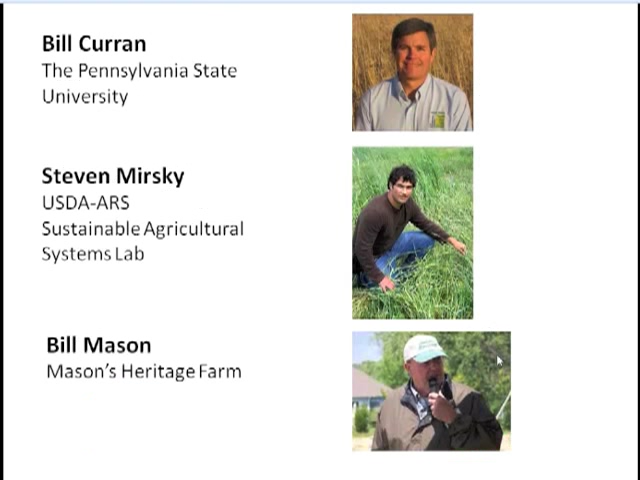 Bill Curran
The Pennsylvania State
University
Steven Mirsky
USDA-ARS
Sustainable Agricultural
Systems Lab
Bill Mason
Mason's Heritage Farm